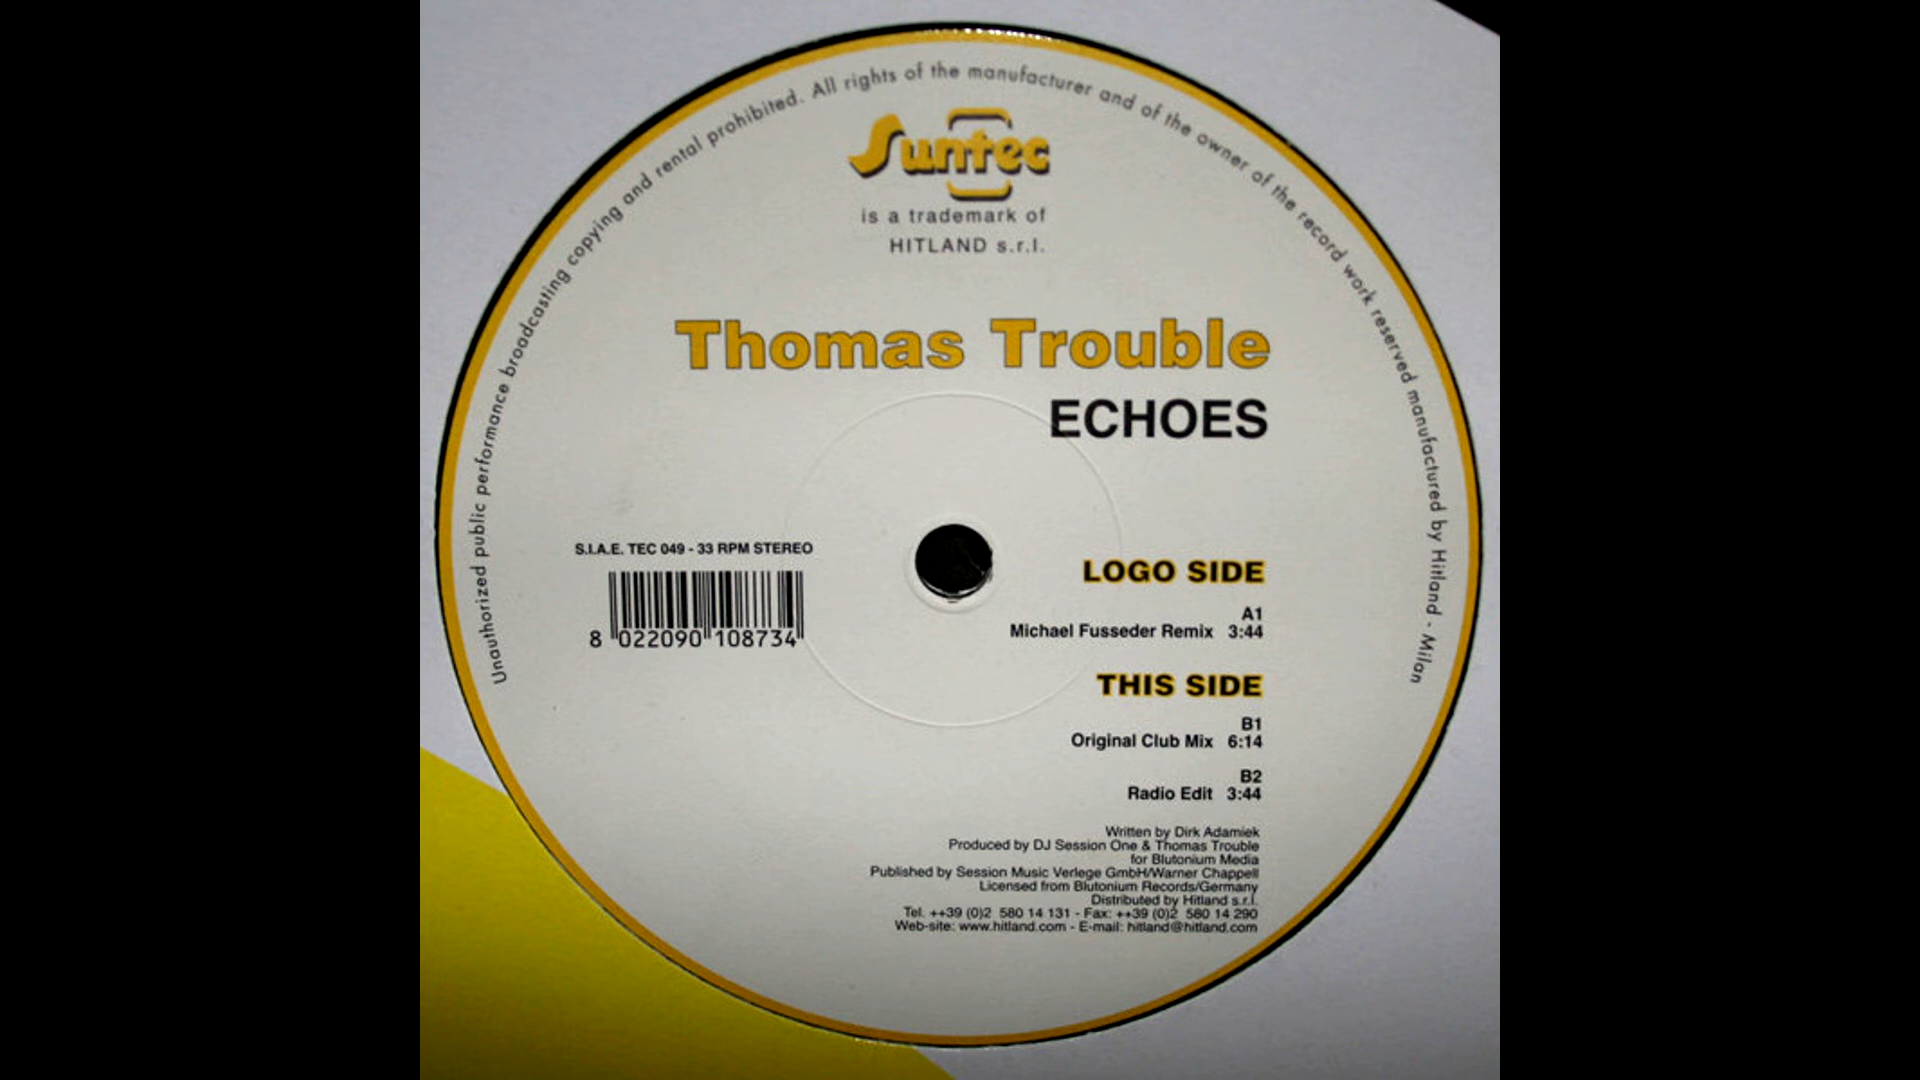 Unauthorized public performance broadcasting copying and rental prohibited. All rights of the manufacturer and of the owner of the record work reserved manufactured by Hitland - Milan
Suntec
is a trademark of
HITLAND s.r.l.
Thomas Trouble
ECHOES
S.I.A.E. TEC 049 - 33 RPM STEREO
8 022090 108734
LOGO SIDE
A1
Michael Fusseder Remix 3:44
THIS SIDE
B1
Original Club Mix 6:14
B2
Radio Edit 3:44
Written by Dirk Adamiek
Produced by DJ Session One & Thomas Trouble
for Blutonium Media
Published by Session Music Verlege GmbH/Warner Chappell
Licensed from Blutonium Records/Germany
Distributed by Hitland s.r.l.
Tel. ++39 (0)2 580 14 131 - Fax: ++39 (0)2 580 14 290
Web-site: www.hitland.com - E-mail: hitland@hitland.com